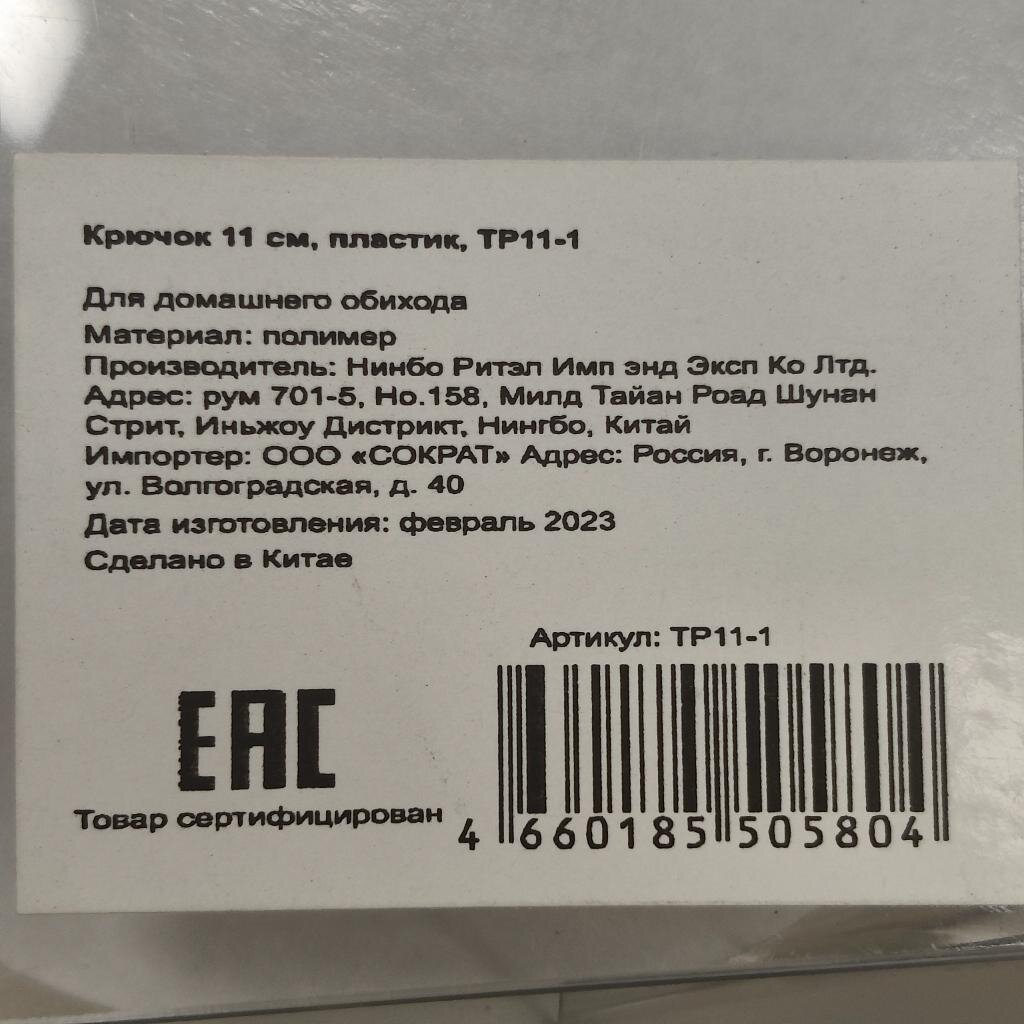 Крючок 11 см, пластик, ТР11-1
Для домашнего обихода
Материал: полимер
Производитель: Нинбо Ритэл Имп энд Эксп Ко Лтд.
Адрес: рум 701-5, Но.158, Милд Тайан Роад Шунан
Стрит, Иньжоу Дистрикт, Нингбо, Китай
Импортер: ООО «СОКРАТ» Адрес: Россия, г. Воронеж,
ул. Волгоградская, д. 40
Дата изготовления: февраль 2023
Сделано в Китае
Артикул: ТР11-1
EAC
Товар сертифицирован
4 660185 505804